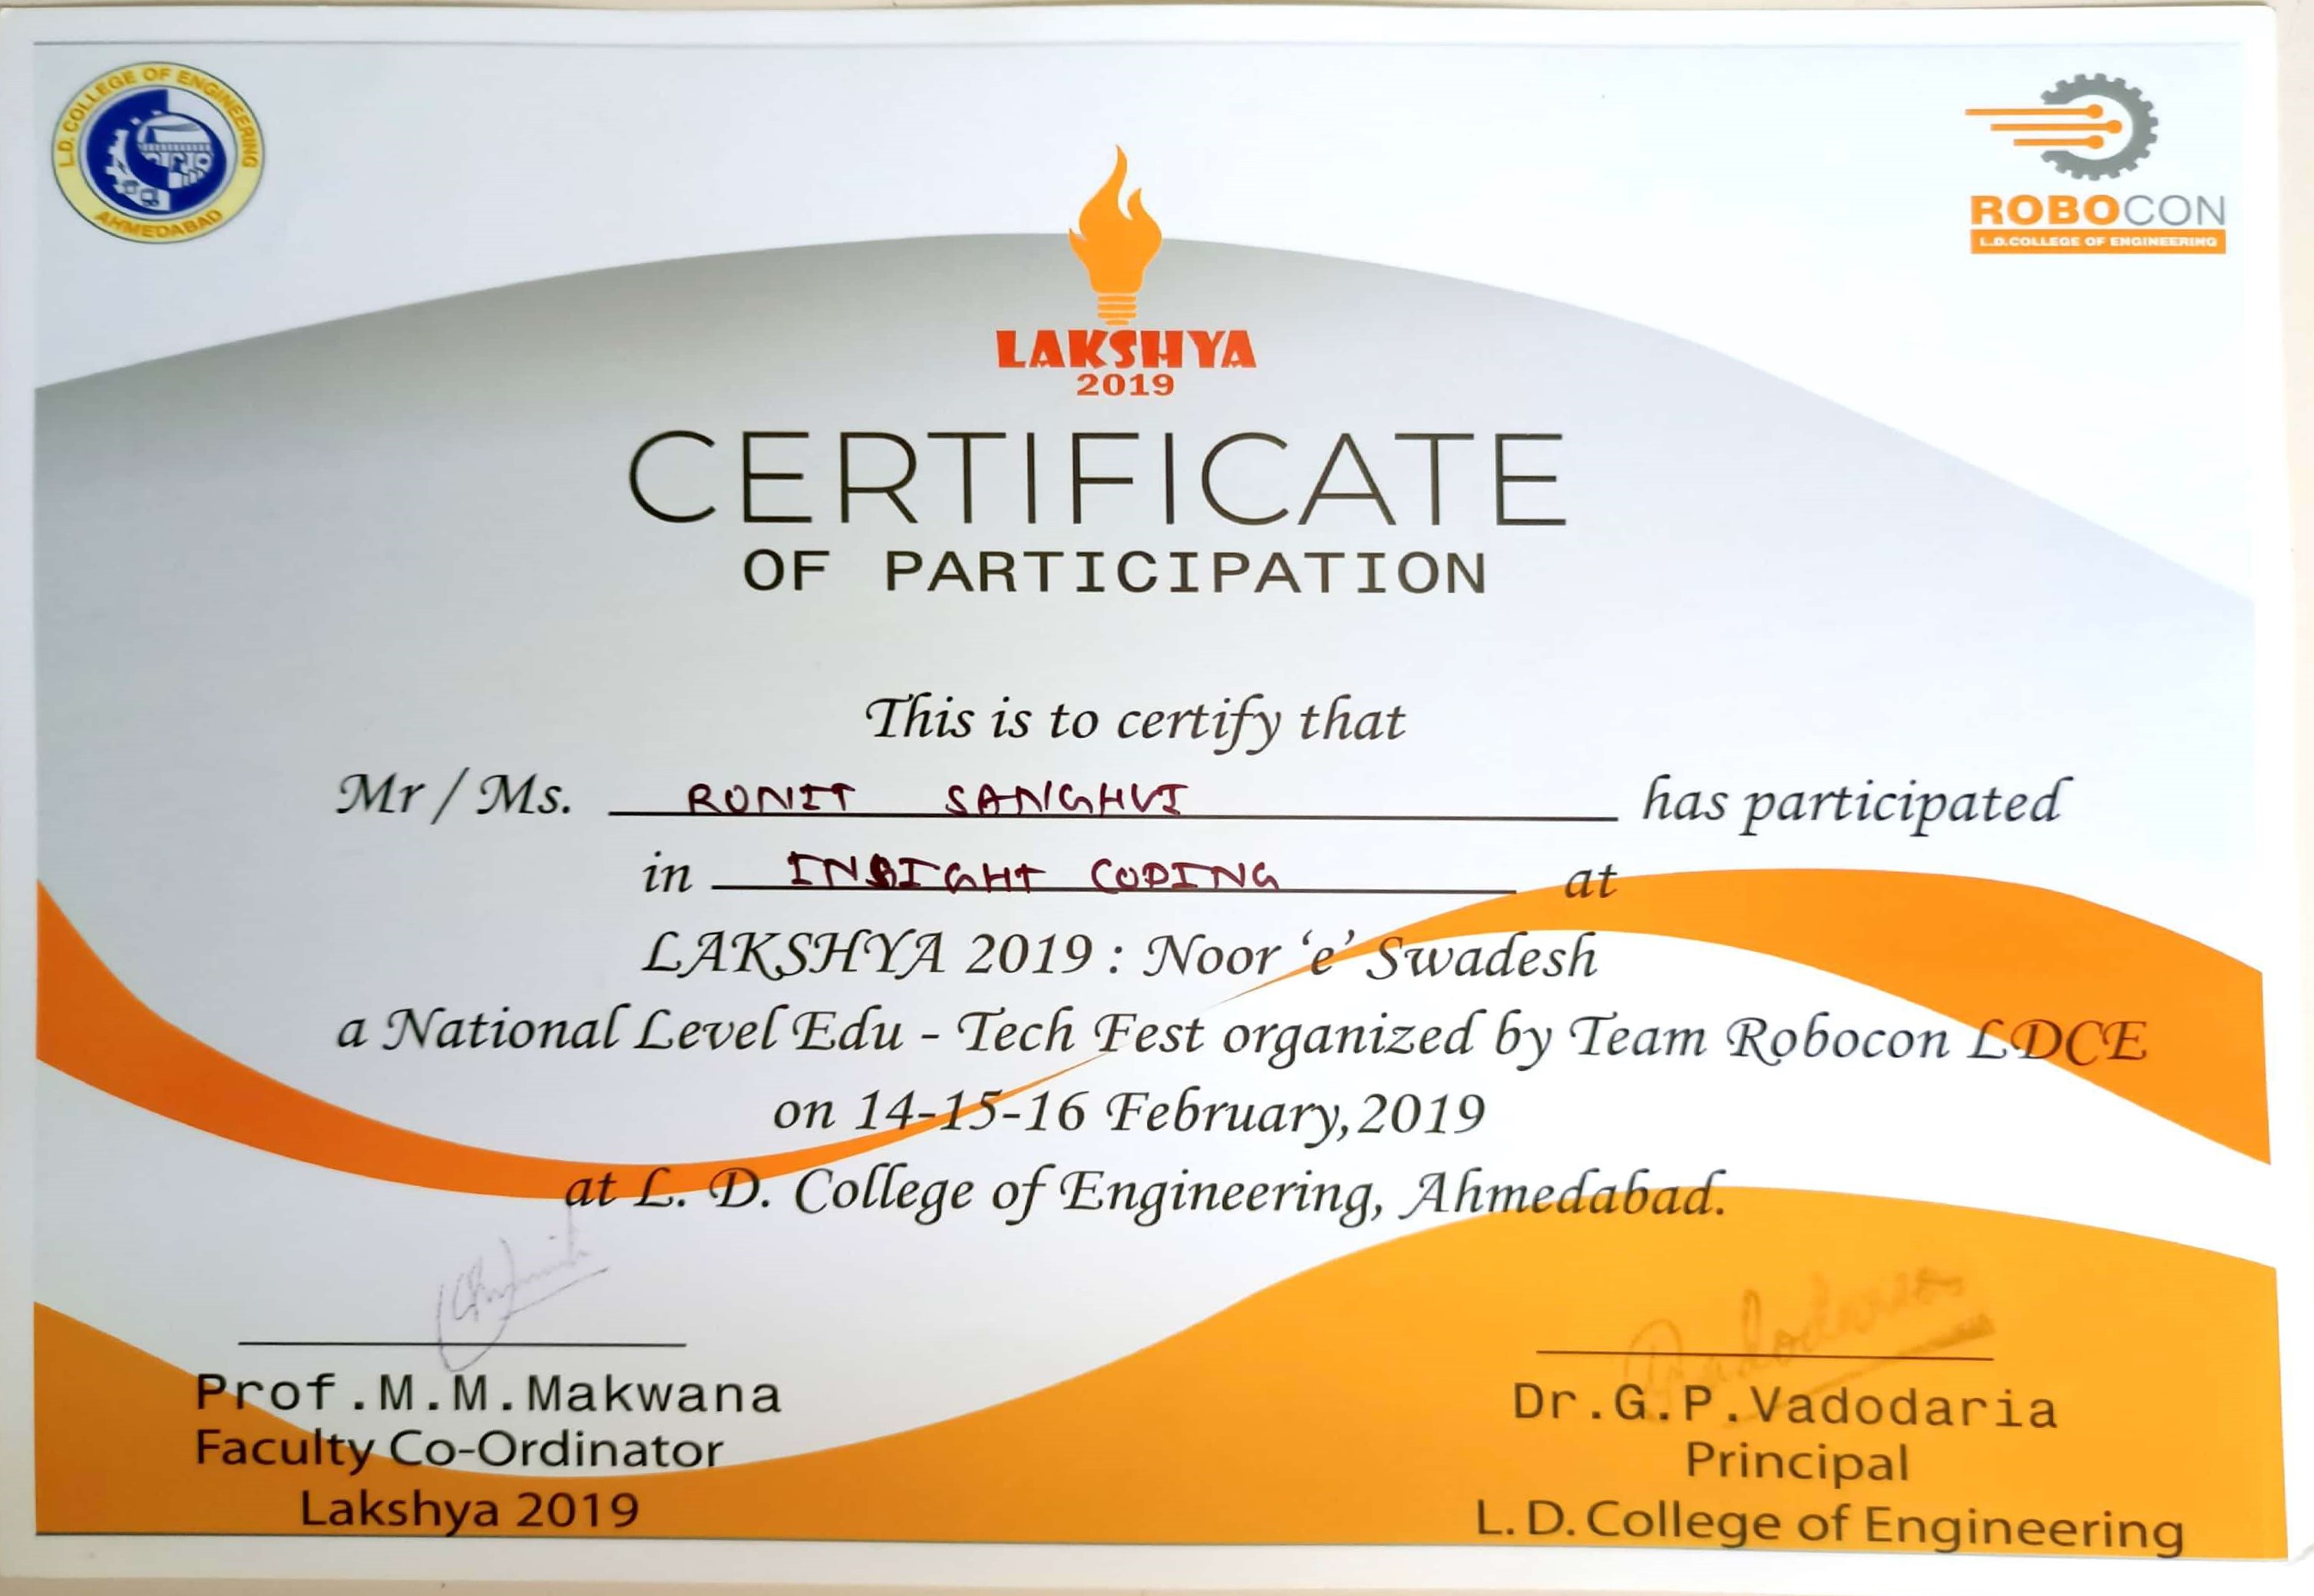 L.D. COLLEGE OF ENGINEERING
AHMEDABAD
ROBOCON
L.D.COLLEGE OF ENGINEERING
LAKSHYA
2019
CERTIFICATE
OF PARTICIPATION
This is to certify that
Mr / Ms. RONIT SANGHVI has participated
in INSIGHT CODING at
LAKSHYA 2019 : Noor ‘e’ Swadesh
a National Level Edu - Tech Fest organized by Team Robocon LDCE
on 14-15-16 February,2019
at L. D. College of Engineering, Ahmedabad.
Vadodaria
Prof.M.M.Makwana
Faculty Co-Ordinator
Lakshya 2019
Dr.G.P.Vadodaria
Principal
L.D.College of Engineering